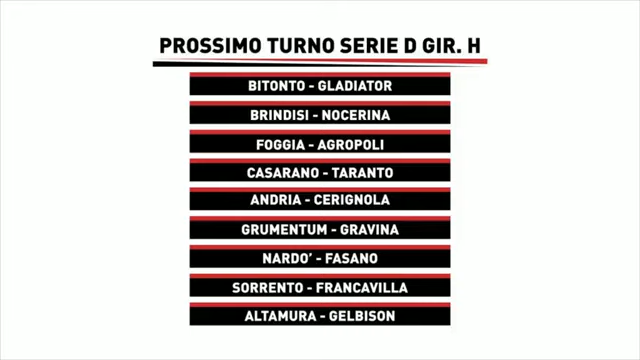 PROSSIMO TURNO SERIE D GIR. H
BITONTO - GLADIATOR
BRINDISI - NOCERINA
FOGGIA - AGROPOLI
CASARANO - TARANTO
ANDRIA - CERIGNOLA
GRUMENTUM - GRAVINA
NARDO' - FASANO
SORRENTO - FRANCAVILLA
ALTAMURA - GELBISON